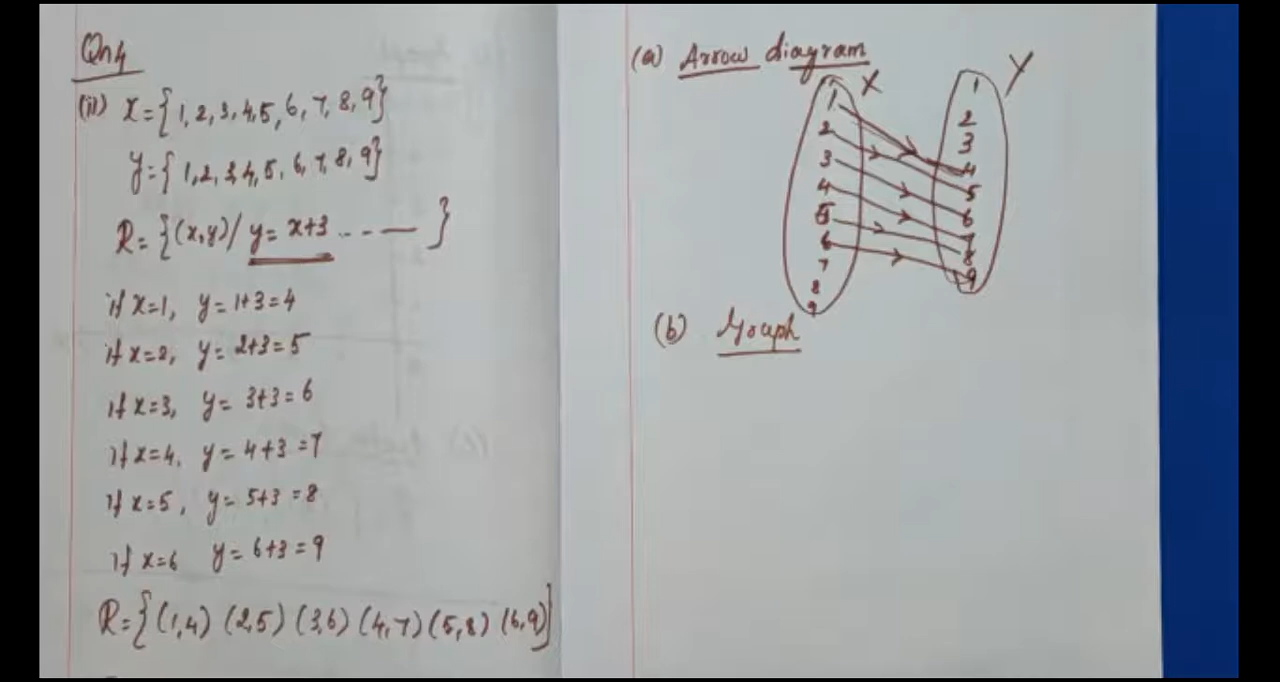 Qn4
(ii) X={1,2,3,4,5,6,7,8,9}
y={1,2,3,4,5,6,7,8,9}
R={(x,y)/ y=x+3 - - — }
if x=1, y=1+3=4
if x=2, y=2+3=5
if x=3, y=3+3=6
if x=4, y=4+3=7
if x=5, y=5+3=8
if x=6 y=6+3=9
R={(1,4) (2,5) (3,6) (4,7) (5,8) (6,9)}
(a) Arrow diagram
X Y
1 1
2 2
3 3
4 4
5 5
6 6
7 7
8 8
9 9
(b) Graph